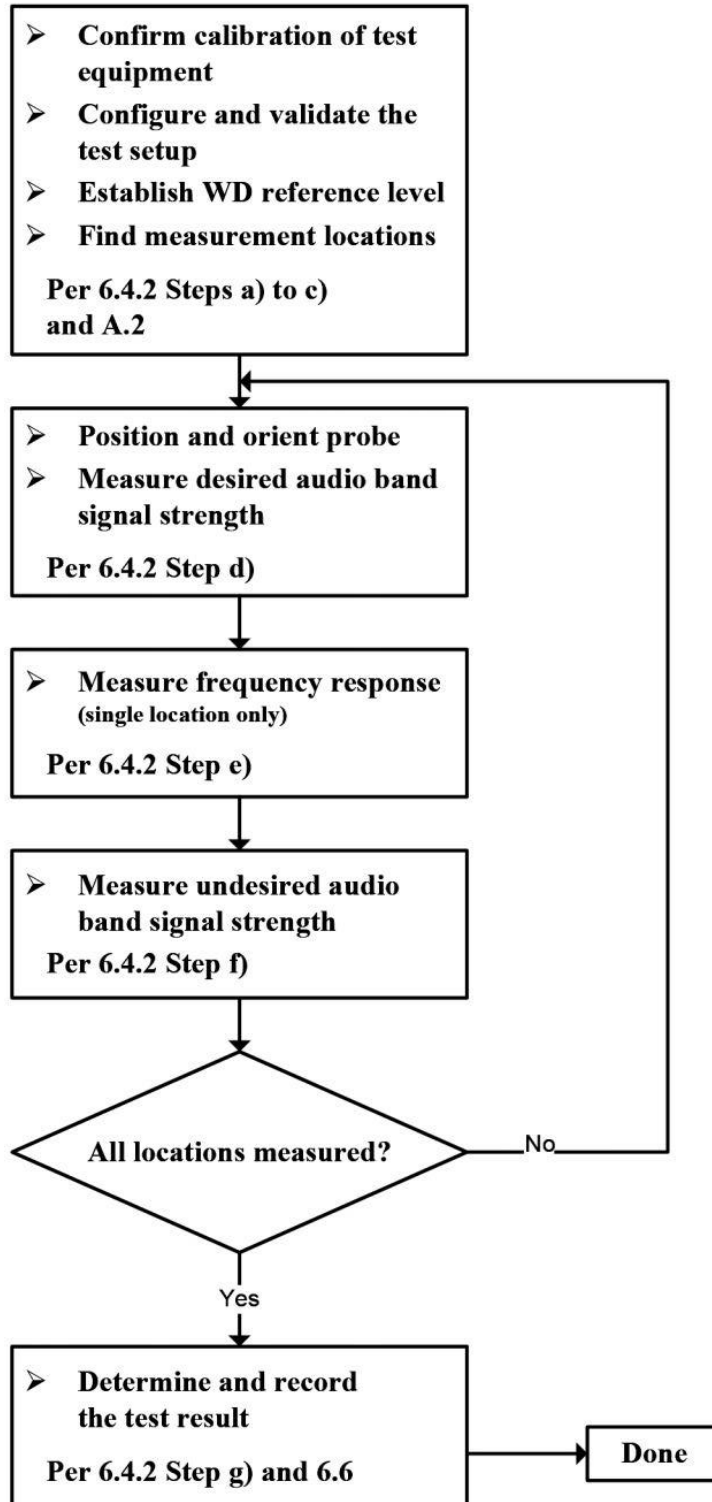 ➢ Confirm calibration of test
equipment
➢ Configure and validate the
test setup
➢ Establish WD reference level
➢ Find measurement locations
Per 6.4.2 Steps a) to c)
and A.2
➢ Position and orient probe
➢ Measure desired audio band
signal strength
Per 6.4.2 Step d)
➢ Measure frequency response
(single location only)
Per 6.4.2 Step e)
➢ Measure undesired audio
band signal strength
Per 6.4.2 Step f)
All locations measured?
No
Yes
➢ Determine and record
the test result
Per 6.4.2 Step g) and 6.6
Done